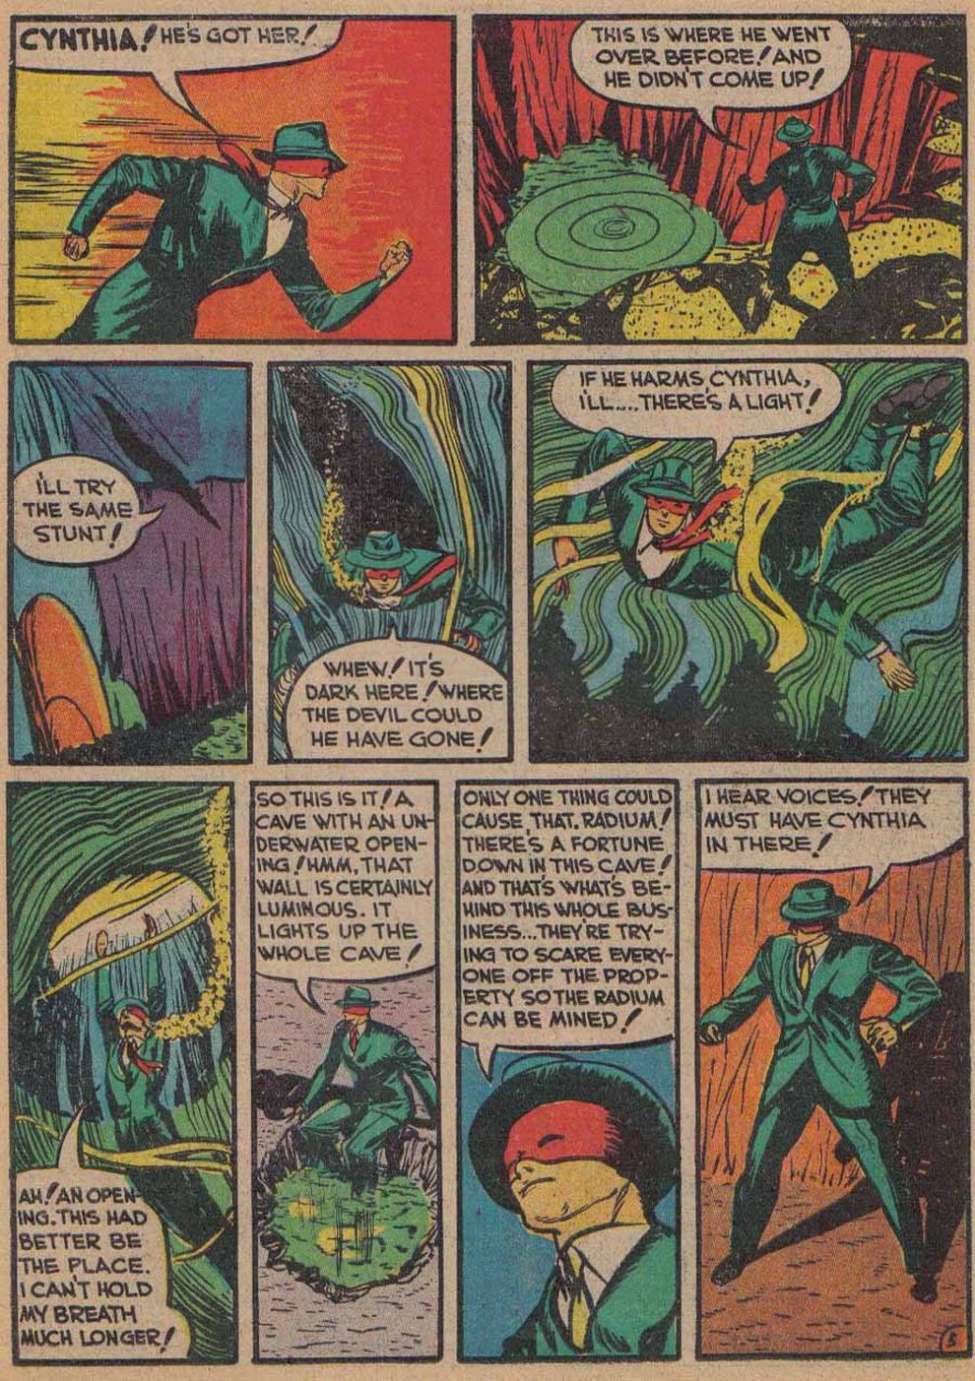 CYNTHIA! HE'S GOT HER!
THIS IS WHERE HE WENT
OVER BEFORE! AND
HE DIDN'T COME UP!
I'LL TRY
THE SAME
STUNT!
WHEW! IT'S
DARK HERE! WHERE
THE DEVIL COULD
HE HAVE GONE!
IF HE HARMS CYNTHIA,
I'LL.... THERE'S A LIGHT!
AH! AN OPEN-
ING. THIS HAD
BETTER BE
THE PLACE.
I CAN'T HOLD
MY BREATH
MUCH LONGER!
SO THIS IS IT! A
CAVE WITH AN UN-
DERWATER OPEN-
ING! HMM, THAT
WALL IS CERTAINLY
LUMINOUS. IT
LIGHTS UP THE
WHOLE CAVE!
ONLY ONE THING COULD
CAUSE THAT. RADIUM!
THERE'S A FORTUNE
DOWN IN THIS CAVE!
AND THAT'S WHAT'S BE-
HIND THIS WHOLE BUS-
INESS... THEY'RE TRY-
ING TO SCARE EVERY-
ONE OFF THE PROP-
ERTY SO THE RADIUM
CAN BE MINED!
I HEAR VOICES! THEY
MUST HAVE CYNTHIA
IN THERE!